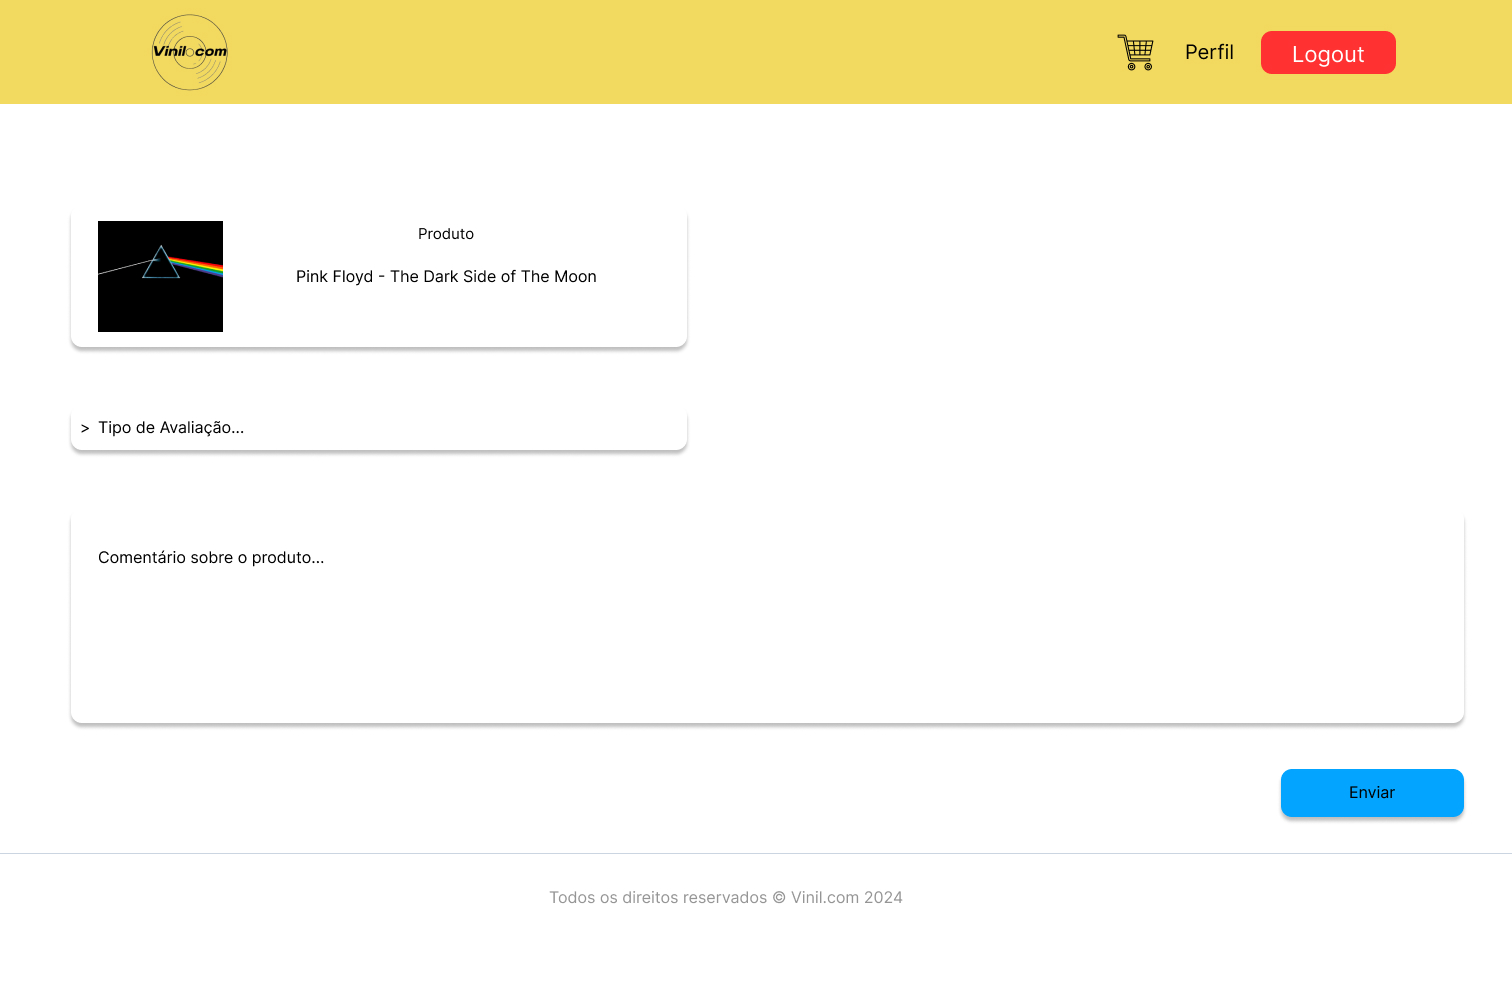 Vinil.com
Perfil
Logout
Produto
Pink Floyd - The Dark Side of The Moon
> Tipo de Avaliação...
Comentário sobre o produto...
Enviar
Todos os direitos reservados © Vinil.com 2024